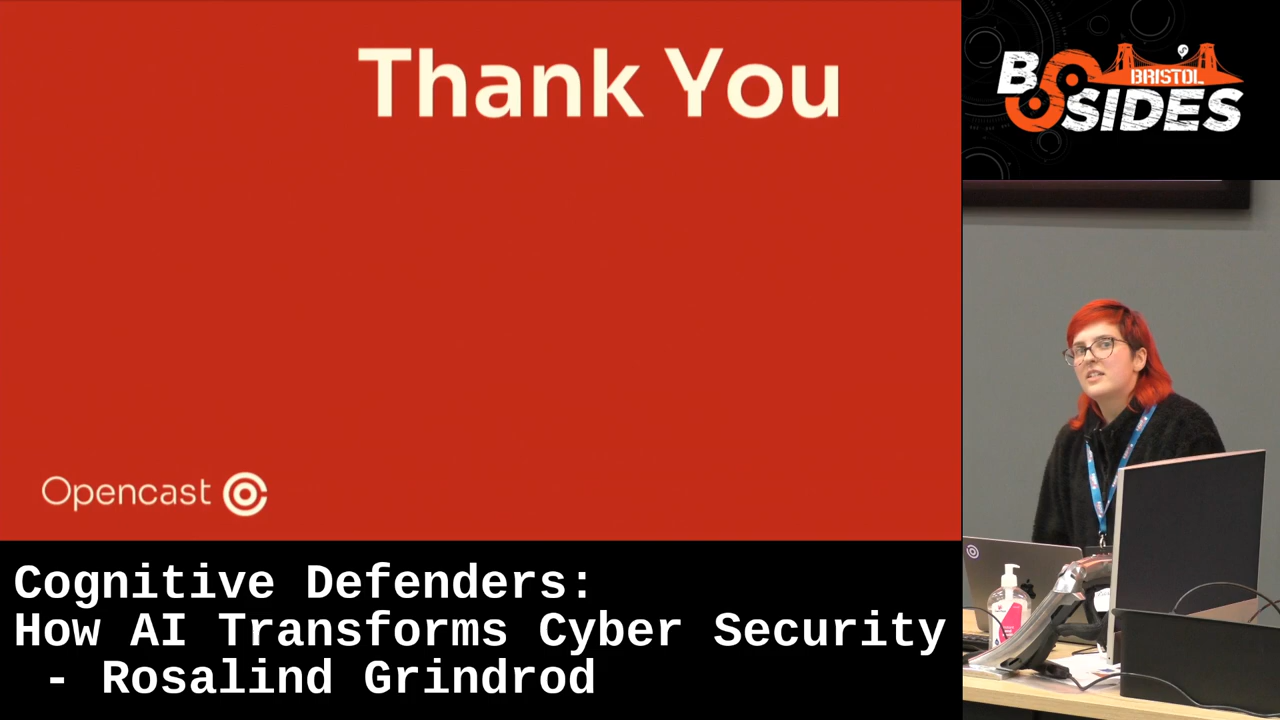 Thank You
Opencast
Cognitive Defenders:
How AI Transforms Cyber Security
- Rosalind Grindrod
BSIDES
BRISTOL